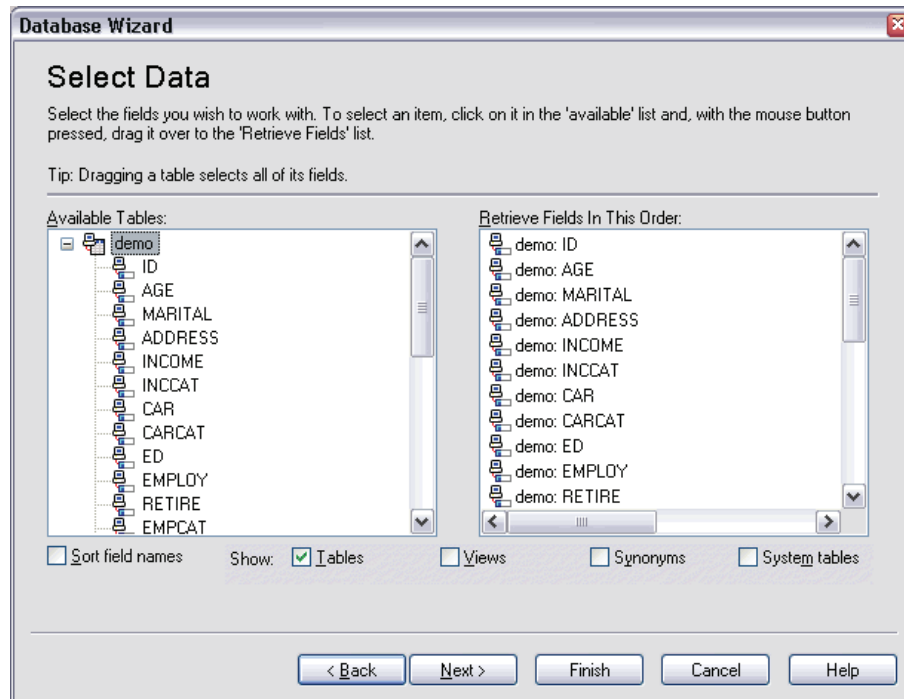 Database Wizard
Select Data
Select the fields you wish to work with. To select an item, click on it in the 'available' list and, with the mouse button
pressed, drag it over to the 'Retrieve Fields' list.
Tip: Dragging a table selects all of its fields.
Available Tables:
demo
ID
AGE
MARITAL
ADDRESS
INCOME
INCCAT
CAR
CARCAT
ED
EMPLOY
RETIRE
EMPCAT
Retrieve Fields In This Order:
demo: ID
demo: AGE
demo: MARITAL
demo: ADDRESS
demo: INCOME
demo: INCCAT
demo: CAR
demo: CARCAT
demo: ED
demo: EMPLOY
demo: RETIRE
Sort field names Show: Tables Views Synonyms System tables
< Back Next > Finish Cancel Help